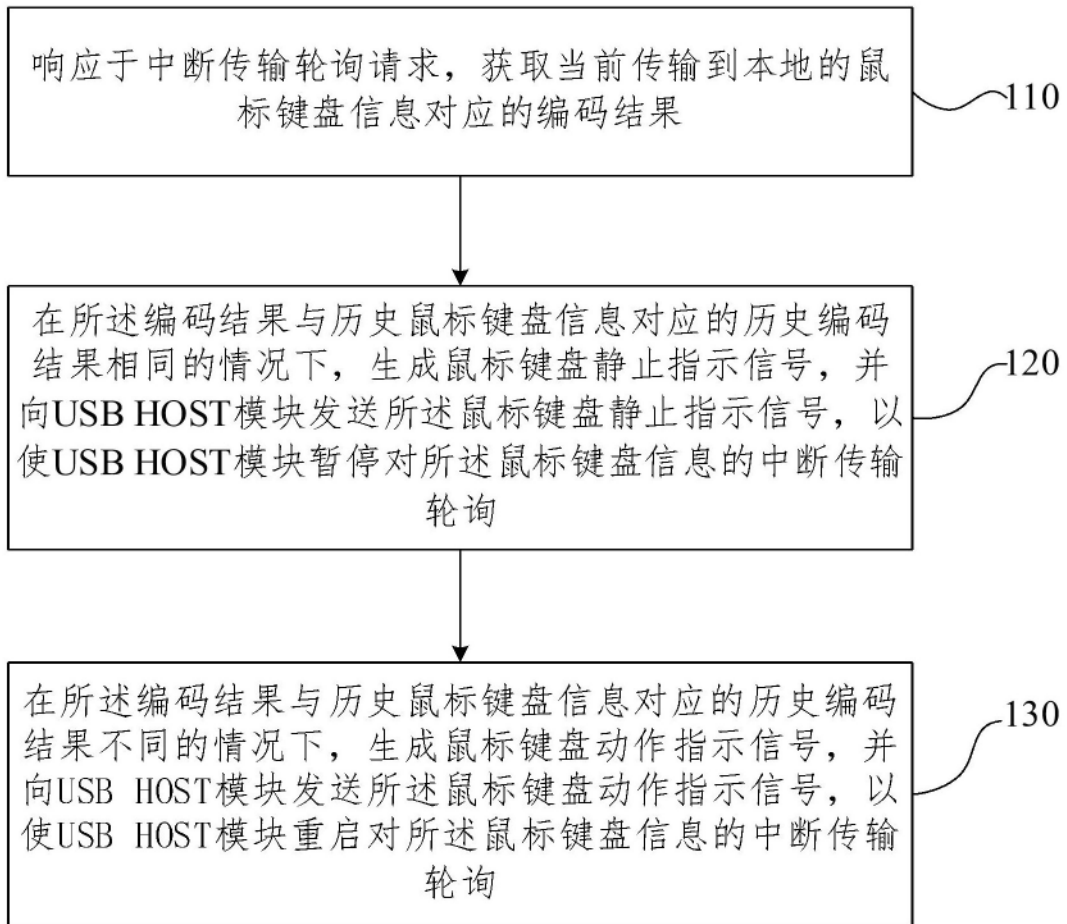 响应于中断传输轮询请求，获取当前传输到本地的鼠
标键盘信息对应的编码结果
110
在所述编码结果与历史鼠标键盘信息对应的历史编码
结果相同的情况下，生成鼠标键盘静止指示信号，并
向USB HOST模块发送所述鼠标键盘静止指示信号，以
使USB HOST模块暂停对所述鼠标键盘信息的中断传输
轮询
120
在所述编码结果与历史鼠标键盘信息对应的历史编码
结果不同的情况下，生成鼠标键盘动作指示信号，并
向USB HOST模块发送所述鼠标键盘动作指示信号，以
使USB HOST模块重启对所述鼠标键盘信息的中断传输
轮询
130